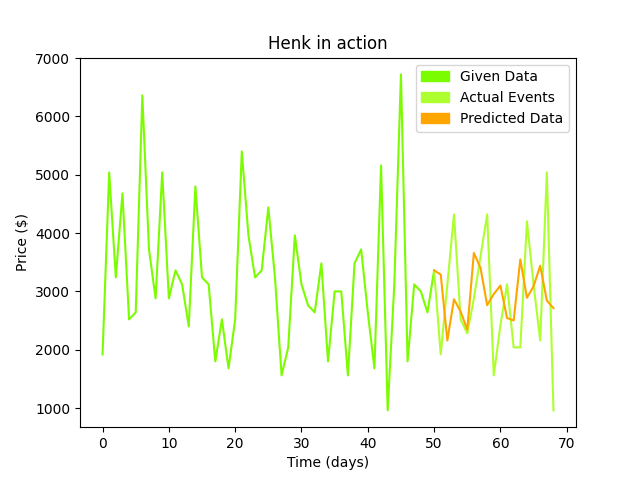 Henk in action
Given Data
Actual Events
Predicted Data
Price ($)
7000
6000
5000
4000
3000
2000
1000
0 10 20 30 40 50 60 70
Time (days)